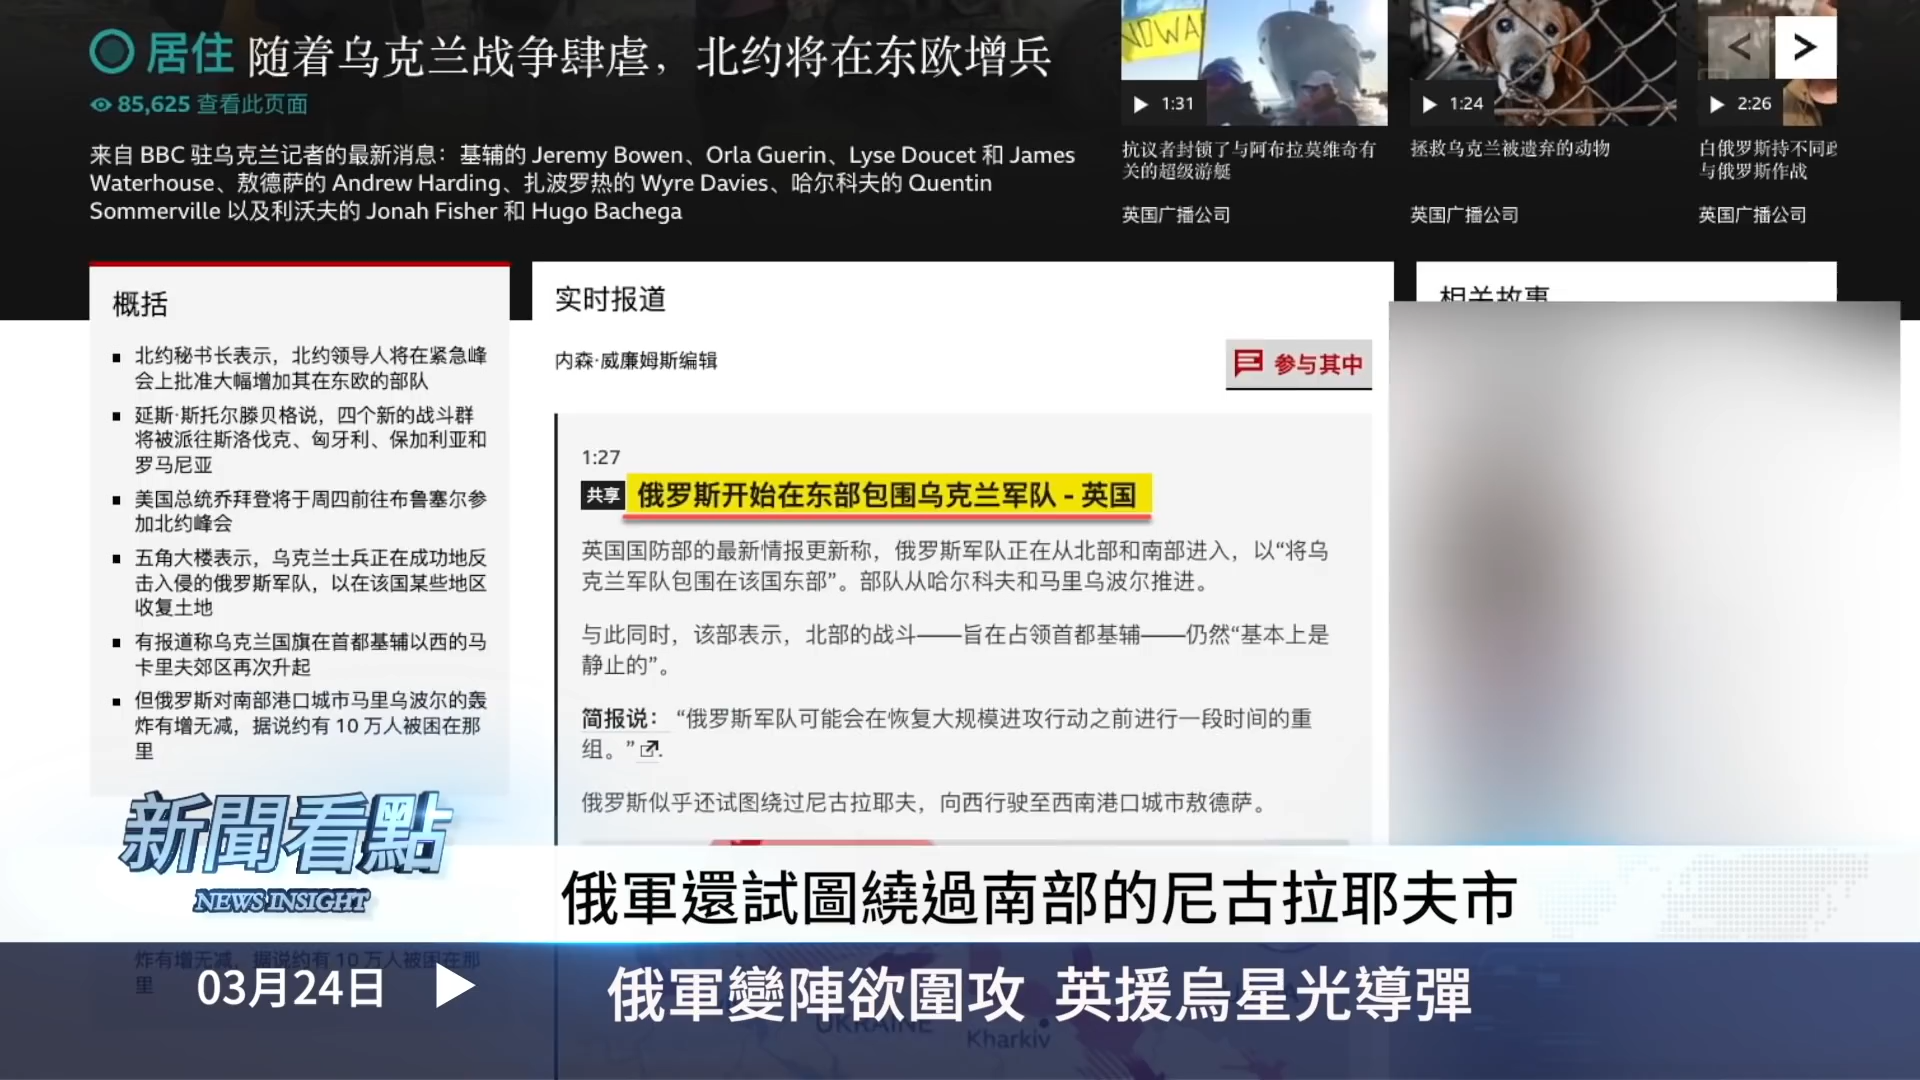 居住 随着乌克兰战争肆虐，北约将在东欧增兵
85,625 查看此页面
来自 BBC 驻乌克兰记者的最新消息：基辅的 Jeremy Bowen、Orla Guerin、Lyse Doucet 和 James
Waterhouse、敖德萨的 Andrew Harding、扎波罗热的 Wyre Davies、哈尔科夫的 Quentin
Sommerville 以及利沃夫的 Jonah Fisher 和 Hugo Bachega
NOWA
1:31
抗议者封锁了与阿布拉莫维奇有
关的超级游艇
英国广播公司
1:24
拯救乌克兰被遗弃的动物
英国广播公司
< >
2:26
白俄罗斯持不同政
与俄罗斯作战
英国广播公司
概括
北约秘书长表示，北约领导人将在紧急峰
会上批准大幅增加其在东欧的部队
延斯·斯托尔滕贝格说，四个新的战斗群
将被派往斯洛伐克、匈牙利、保加利亚和
罗马尼亚
美国总统乔拜登将于周四前往布鲁塞尔参
加北约峰会
五角大楼表示，乌克兰士兵正在成功地反
击入侵的俄罗斯军队，以在该国某些地区
收复土地
有报道称乌克兰国旗在首都基辅以西的马
卡里夫郊区再次升起
但俄罗斯对南部港口城市马里乌波尔的轰
炸有增无减，据说约有 10 万人被困在那
里
实时报道
内森·威廉姆斯编辑
参与其中
1:27
共享 俄罗斯开始在东部包围乌克兰军队 - 英国
英国国防部的最新情报更新称，俄罗斯军队正在从北部和南部进入，以“将乌
克兰军队包围在该国东部”。部队从哈尔科夫和马里乌波尔推进。
与此同时，该部表示，北部的战斗——旨在占领首都基辅——仍然“基本上是
静止的”。
简报说： “俄罗斯军队可能会在恢复大规模进攻行动之前进行一段时间的重
组。”.
俄罗斯似乎还试图绕过尼古拉耶夫，向西行驶至西南港口城市敖德萨。
相关故事
新聞看點
NEWS INSIGHT
俄軍還試圖繞過南部的尼古拉耶夫市
炸有增无减，据说约有 10 万人被困在那
里
03月24日
俄軍變陣欲圍攻 英援烏星光導彈
UKRAINE
Kharkiv